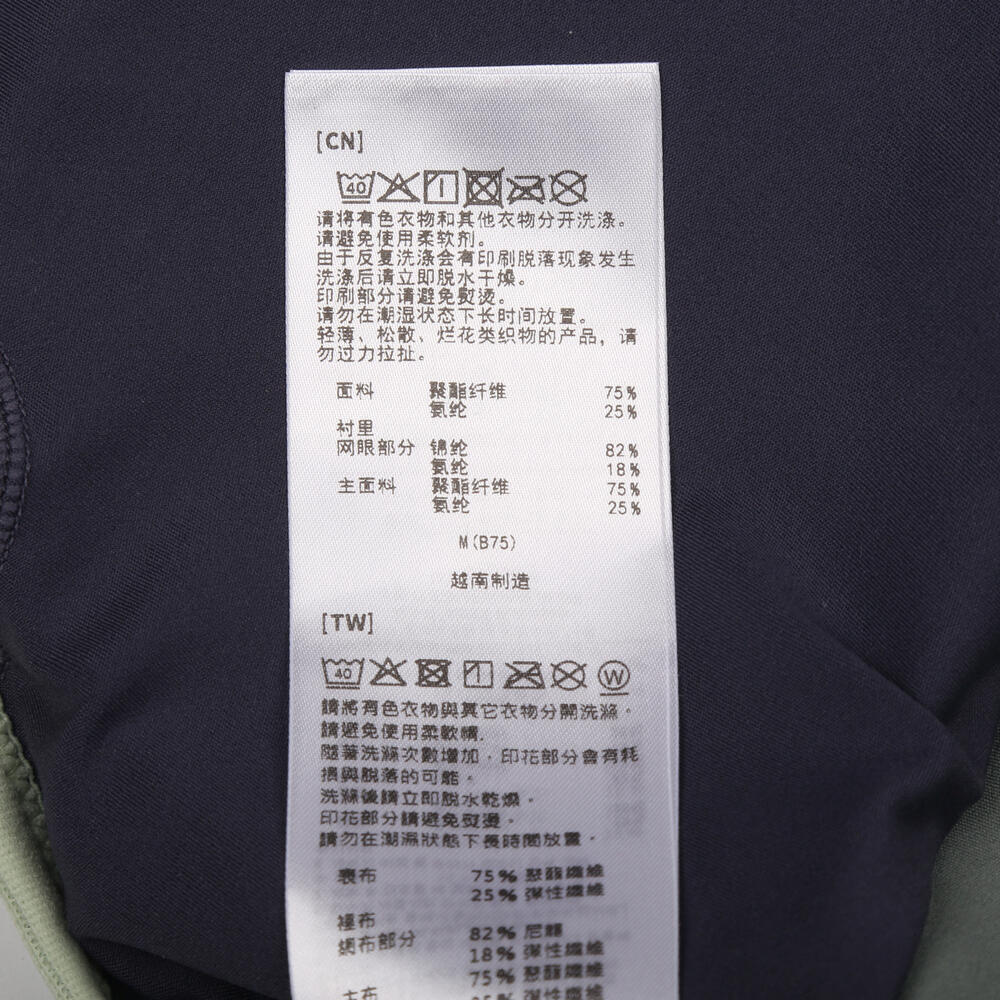 [CN]
40
请将有色衣物和其他衣物分开洗涤。
请避免使用柔软剂。
由于反复洗涤会有印刷脱落现象发生
洗涤后请立即脱水干燥。
印刷部分请避免熨烫。
请勿在潮湿状态下长时间放置。
轻薄、松散、烂花类织物的产品，请
勿过力拉扯。
面料 聚酯纤维 75%
氨纶 25%
衬里
网眼部分 锦纶 82%
氨纶 18%
主面料 聚酯纤维 75%
氨纶 25%
M(B75)
越南制造
[TW]
40 W
請將有色衣物與其它衣物分開洗滌。
請避免使用柔軟精.
隨著洗滌次數增加，印花部分會有耗
損與脫落的可能。
洗滌後請立即脫水乾燥。
印花部分請避免熨燙。
請勿在潮濕狀態下長時間放置。
表布 75% 聚酯纖維
25% 彈性纖維
裡布
網布部分 82% 尼龍
18% 彈性纖維
主布 75% 聚酯纖維
25% 彈性纖維